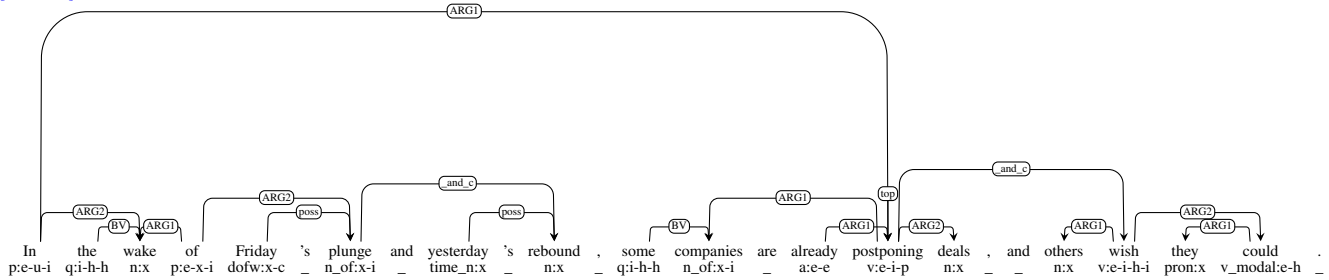 ARG1
_and_c
ARG2 ARG1 _and_c
top
ARG2 poss poss ARG2
BV ARG1 BV ARG1 ARG2 ARG1 ARG1
In the wake of Friday 's plunge and yesterday 's rebound , some companies are already postponing deals , and others wish they could .
p:e-u-i q:i-h-h n:x p:e-x-i dofw:x-c _ n_of:x-i _ time_n:x _ n:x _ q:i-h-h n_of:x-i _ a:e-e v:e-i-p n:x _ _ n:x v:e-i-h-i pron:x v_modal:e-h _